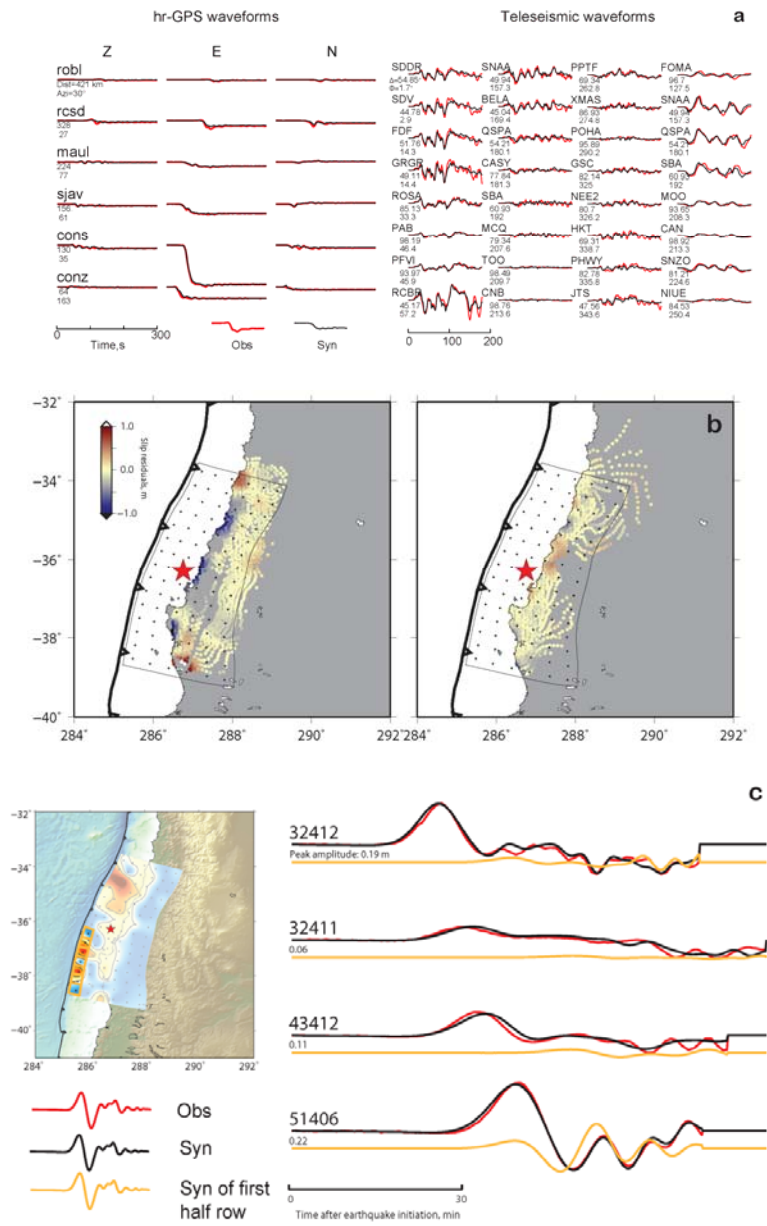 hr-GPS waveforms
Teleseismic waveforms
a
Z
E
N
robl
Dist=421 km
Azi=30°
rcsd
328
27
maul
224
77
sjav
156
61
cons
130
35
conz
64
163
0
300
Time,s
Obs
Syn
SDDR
Δ=54.85°
Φ=1.7°
SDV
44.78
2.9
FDF
51.76
14.3
GRGR
49.11
14.4
ROSA
85.13
33.3
PAB
98.19
46.4
PFVI
93.97
45.9
RCBR
45.17
57.2
SNAA
49.94
157.3
BELA
45.04
169.4
QSPA
54.21
180.1
CASY
77.84
181.3
SBA
60.93
192
MCQ
79.34
207.6
TOO
98.49
209.7
CNB
98.76
213.6
PPTF
69.34
262.8
XMAS
86.93
274.8
POHA
95.89
290.2
GSC
82.14
325
NEE2
80.7
326.2
HKT
69.31
338.7
PHWY
82.78
335.8
JTS
47.56
343.6
FOMA
96.7
127.5
SNAA
49.94
157.3
QSPA
54.21
180.1
SBA
60.93
192
MOO
93.65
208.3
CAN
98.92
213.3
SNZO
81.21
224.6
NIUE
84.53
250.4
0
100
200
b
−32°
−34°
−36°
−38°
−40°
1.0
0.0
−1.0
Slip residuals, m
284°
286°
288°
290°
292°
284°
286°
288°
290°
292°
c
−32°
−34°
−36°
−38°
−40°
284°
286°
288°
290°
292°
Obs
Syn
Syn of first
half row
32412
Peak amplitude: 0.19 m
32411
0.06
43412
0.11
51406
0.22
0
30
Time after earthquake initiation, min